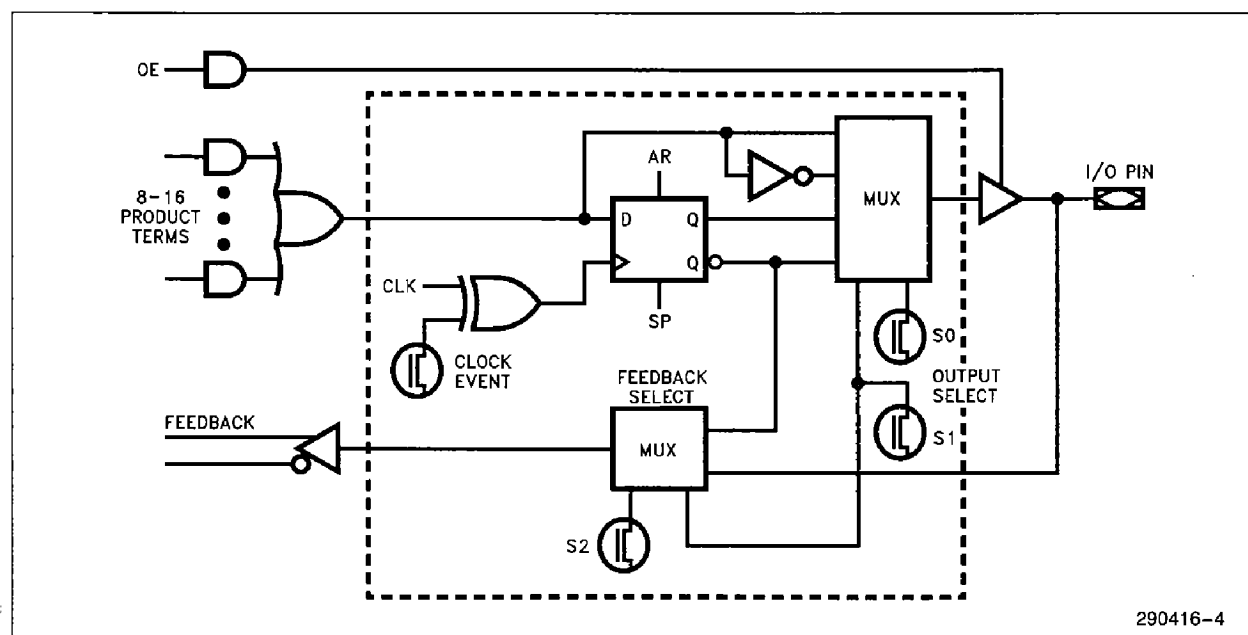 OE
8-16
PRODUCT
TERMS
AR
D
Q
Q
SP
CLK
CLOCK
EVENT
MUX
I/O PIN
S0
OUTPUT
SELECT
S1
FEEDBACK
SELECT
MUX
S2
FEEDBACK
290416-4